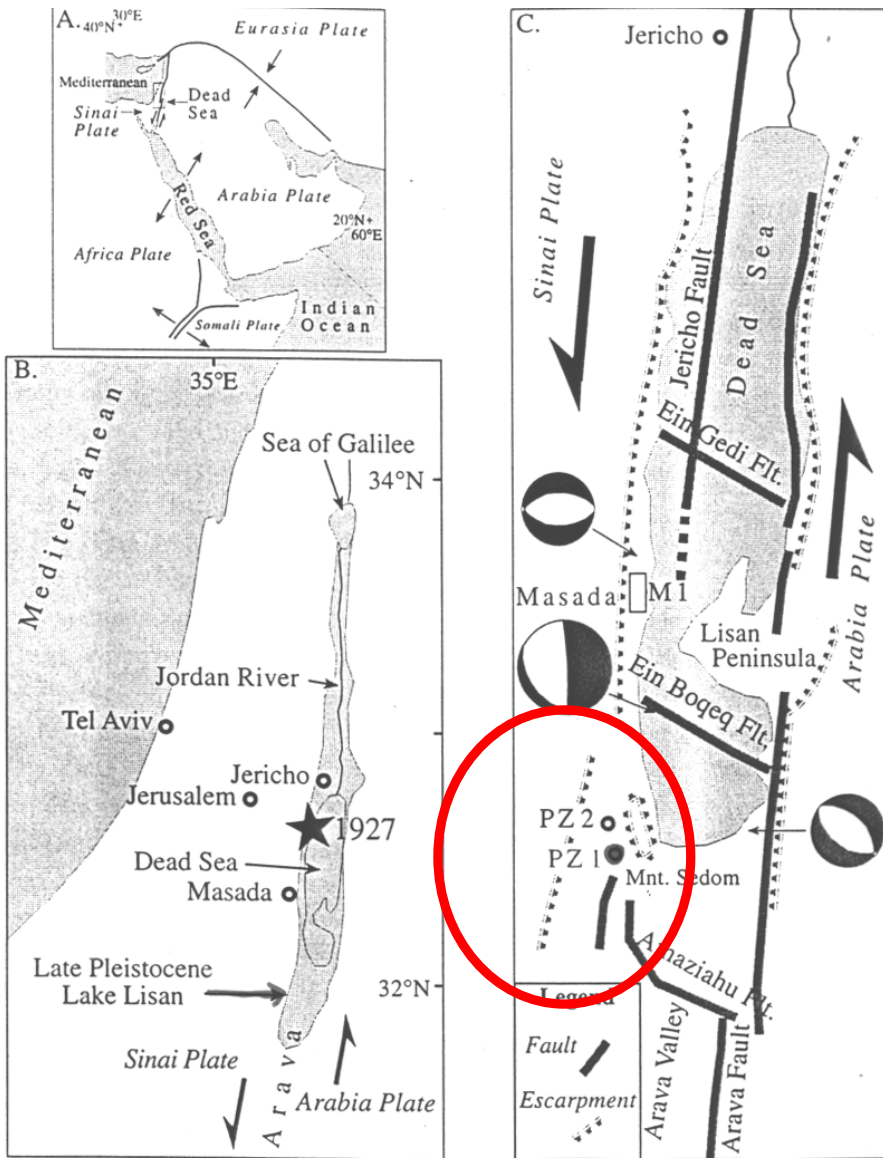 A.
30°E
40°N
Eurasia Plate
Mediterranean
Dead
Sea
Sinai
Plate
Arabia Plate
Red Sea
20°N
60°E
Africa Plate
Indian
Ocean
Somali Plate
B.
35°E
Mediterranean
Sea of Galilee
34°N
Jordan River
Tel Aviv
Jericho
Jerusalem
1927
Dead Sea
Masada
Late Pleistocene
Lake Lisan
32°N
Sinai Plate
Arava
Arabia Plate
C.
Jericho
Sinai Plate
Jericho Fault
Dead Sea
Ein Gedi Flt.
Masada
M1
Lisan
Peninsula
Arabia Plate
Ein Boqeq Flt.
PZ2
PZ1
Mnt. Sedom
Amaziahu Flt.
Legend
Fault
Escarpment
Arava Valley
Arava Fault